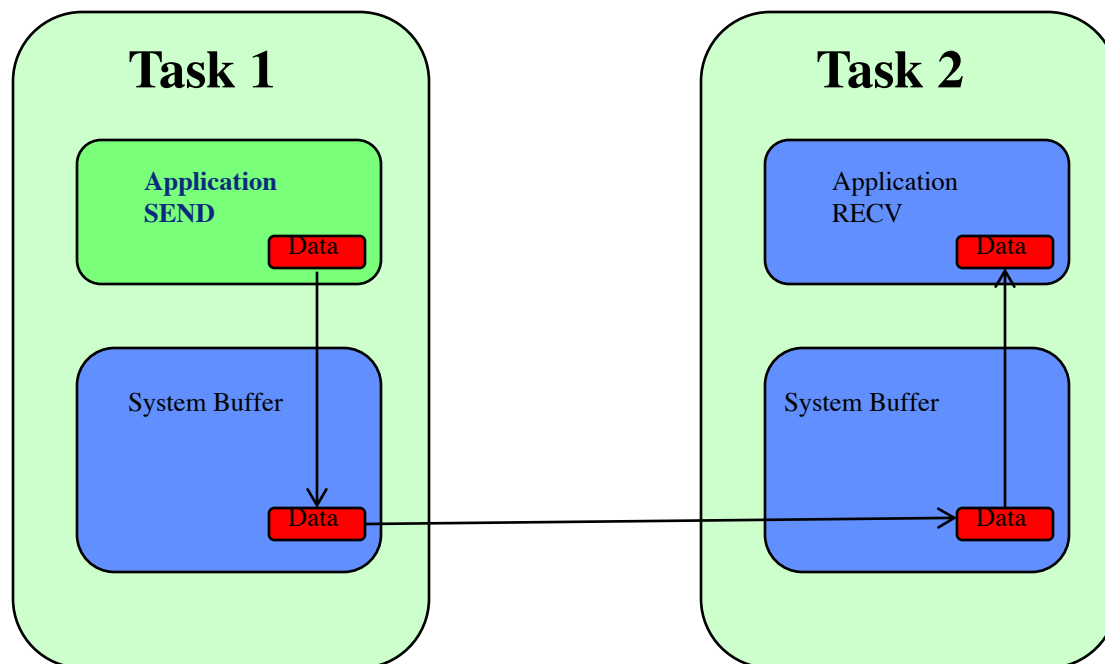 Task 1
Application
SEND
Data
System Buffer
Data
Task 2
Application
RECV
Data
System Buffer
Data